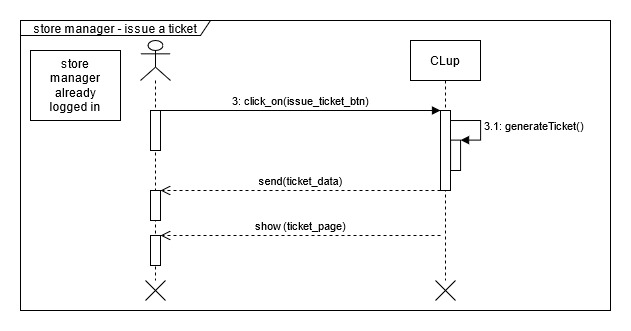 store manager - issue a ticket
store
manager
already
logged in
CLup
3: click_on(issue_ticket_btn)
3.1: generateTicket()
send(ticket_data)
show (ticket_page)